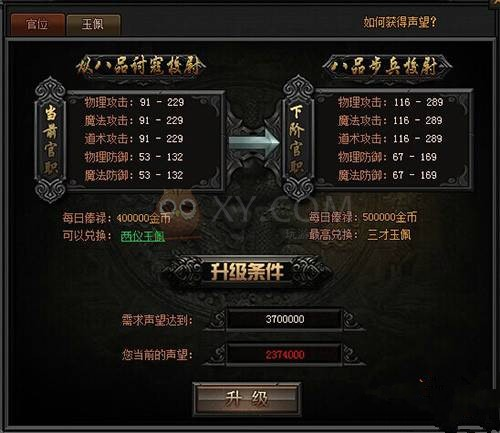 官位
玉佩
如何获得声望?
从八品讨寇校尉
八品步兵校尉
当前官职
物理攻击: 91 - 229
魔法攻击: 91 - 229
道术攻击: 91 - 229
物理防御: 53 - 132
魔法防御: 53 - 132
下阶官职
物理攻击: 116 - 289
魔法攻击: 116 - 289
道术攻击: 116 - 289
物理防御: 67 - 169
魔法防御: 67 - 169
XY.COM
每日俸禄: 400000金币
可以兑换: 两仪玉佩
每日俸禄: 500000金币
最高兑换: 三才玉佩
升级条件
需求声望达到: 3700000
您当前的声望: 2374000
升 级